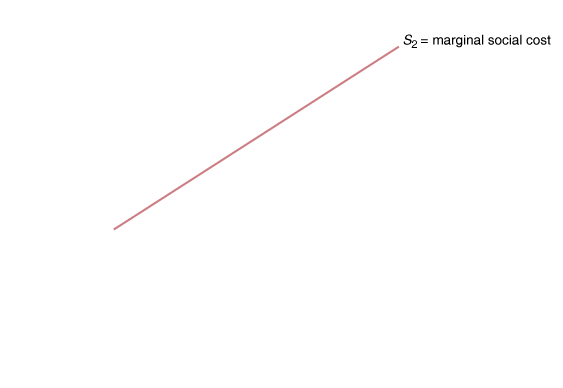 S2 = marginal social cost